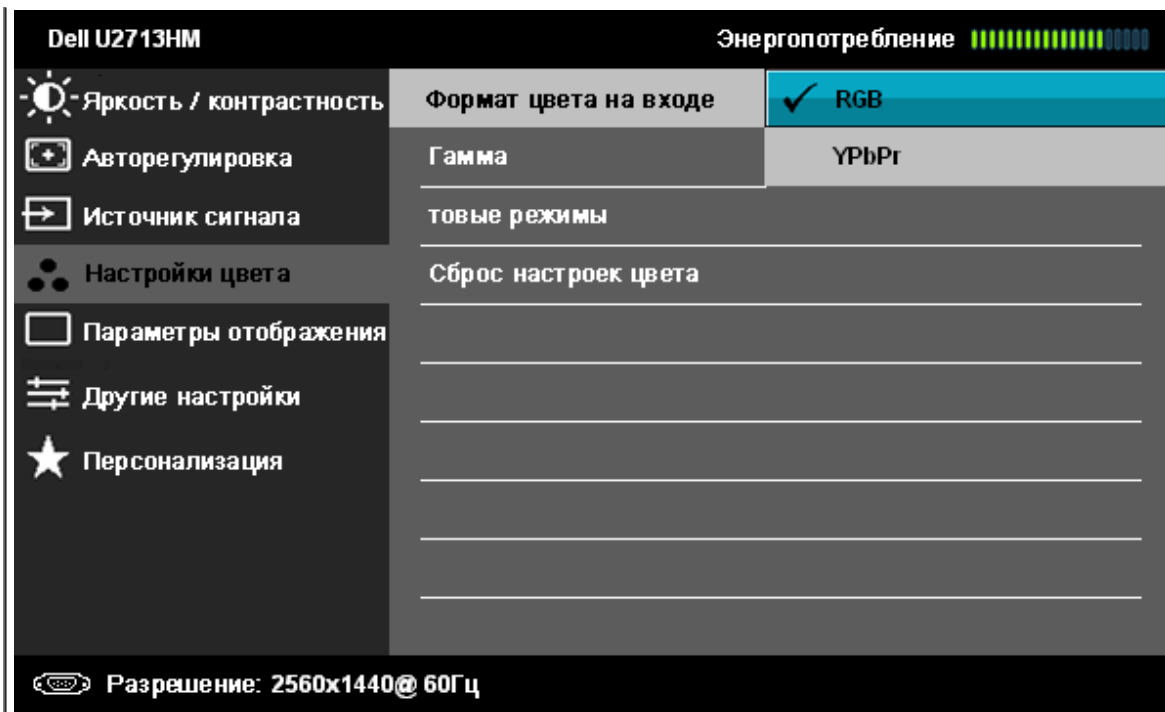 Dell U2713HM
Энергопотребление
Яркость / контрастность
Формат цвета на входе
RGB
Авторегулировка
Гамма
YPbPr
Источник сигнала
товые режимы
Настройки цвета
Сброс настроек цвета
Параметры отображения
Другие настройки
Персонализация
Разрешение: 2560x1440@ 60Гц